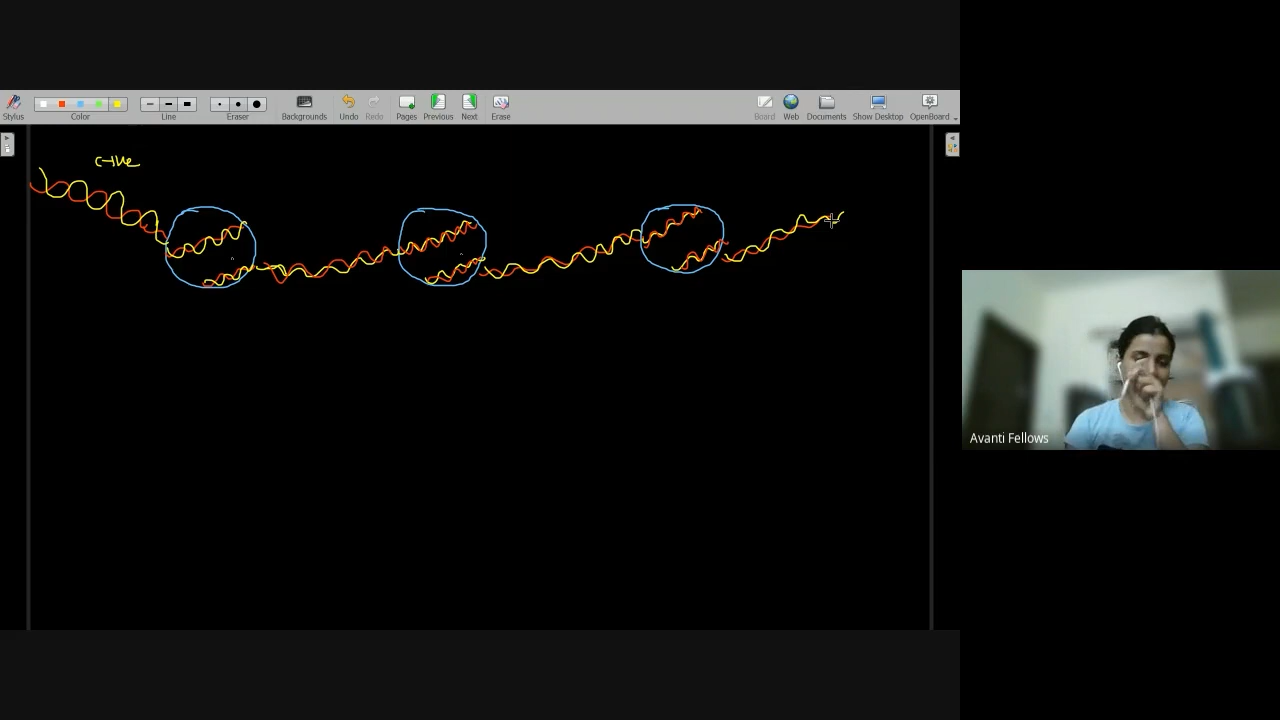 Stylus
Color
Line
Eraser
Backgrounds
Undo
Redo
Pages
Previous
Next
Erase
Board
Web
Documents
Show Desktop
OpenBoard
Avanti Fellows